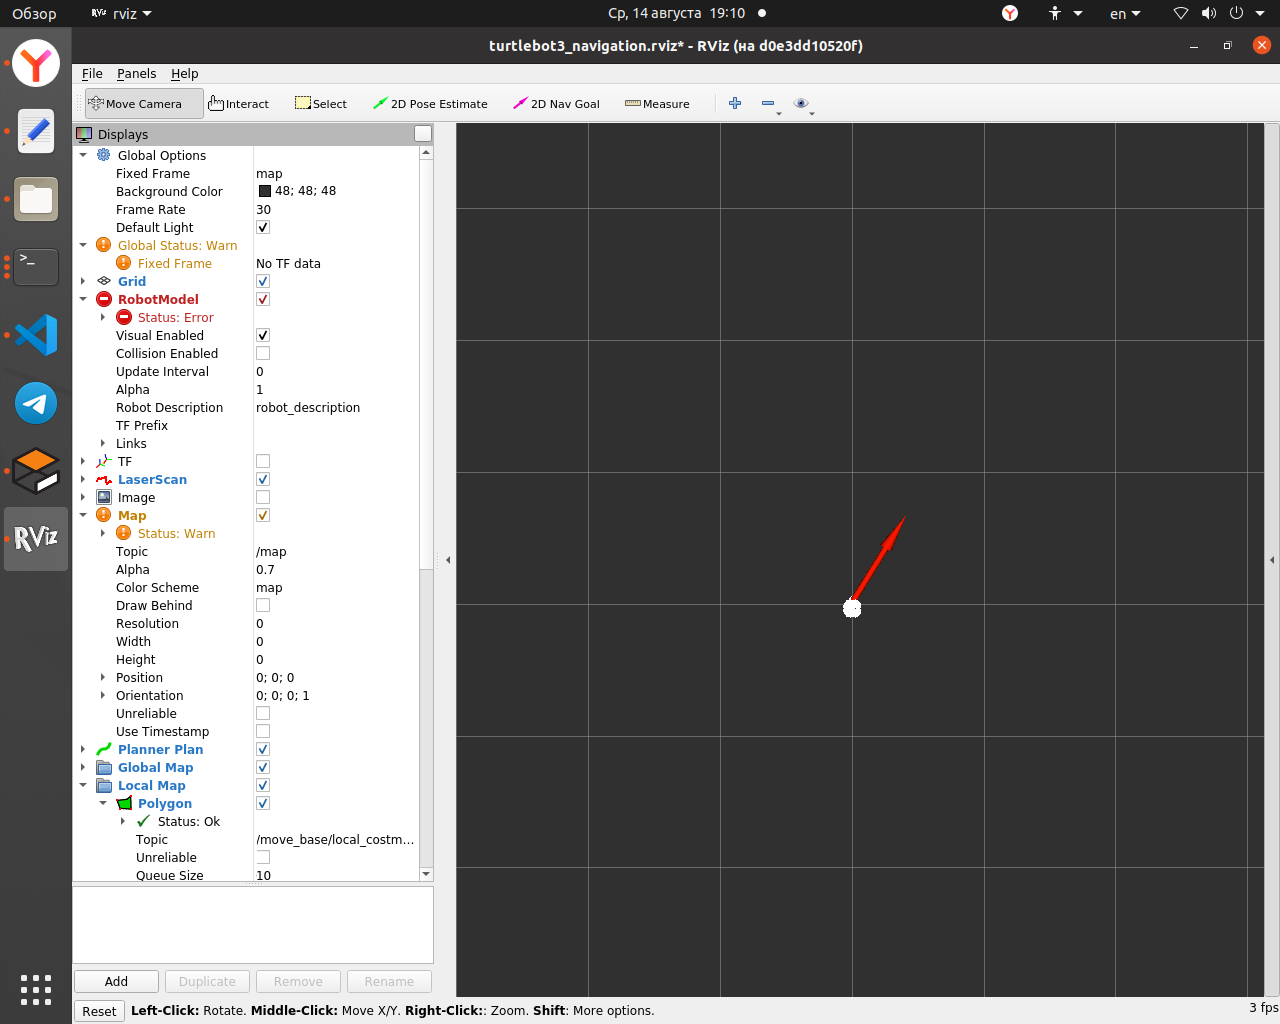 Обзор
RViz
rviz
Ср, 14 августа 19:10
en
turtlebot3_navigation.rviz* - RViz (на d0e3dd10520f)
File Panels Help
Move Camera
Interact
Select
2D Pose Estimate
2D Nav Goal
Measure
Displays
Global Options
Fixed Frame map
Background Color 48; 48; 48
Frame Rate 30
Default Light
Global Status: Warn
Fixed Frame No TF data
Grid
RobotModel
Status: Error
Visual Enabled
Collision Enabled
Update Interval 0
Alpha 1
Robot Description robot_description
TF Prefix
Links
TF
LaserScan
Image
Map
Status: Warn
Topic /map
Alpha 0.7
Color Scheme map
Draw Behind
Resolution 0
Width 0
Height 0
Position 0; 0; 0
Orientation 0; 0; 0; 1
Unreliable
Use Timestamp
Planner Plan
Global Map
Local Map
Polygon
Status: Ok
Topic /move_base/local_costm...
Unreliable
Queue Size 10
Add Duplicate Remove Rename
Reset Left-Click: Rotate. Middle-Click: Move X/Y. Right-Click:: Zoom. Shift: More options.
3 fps
RViz